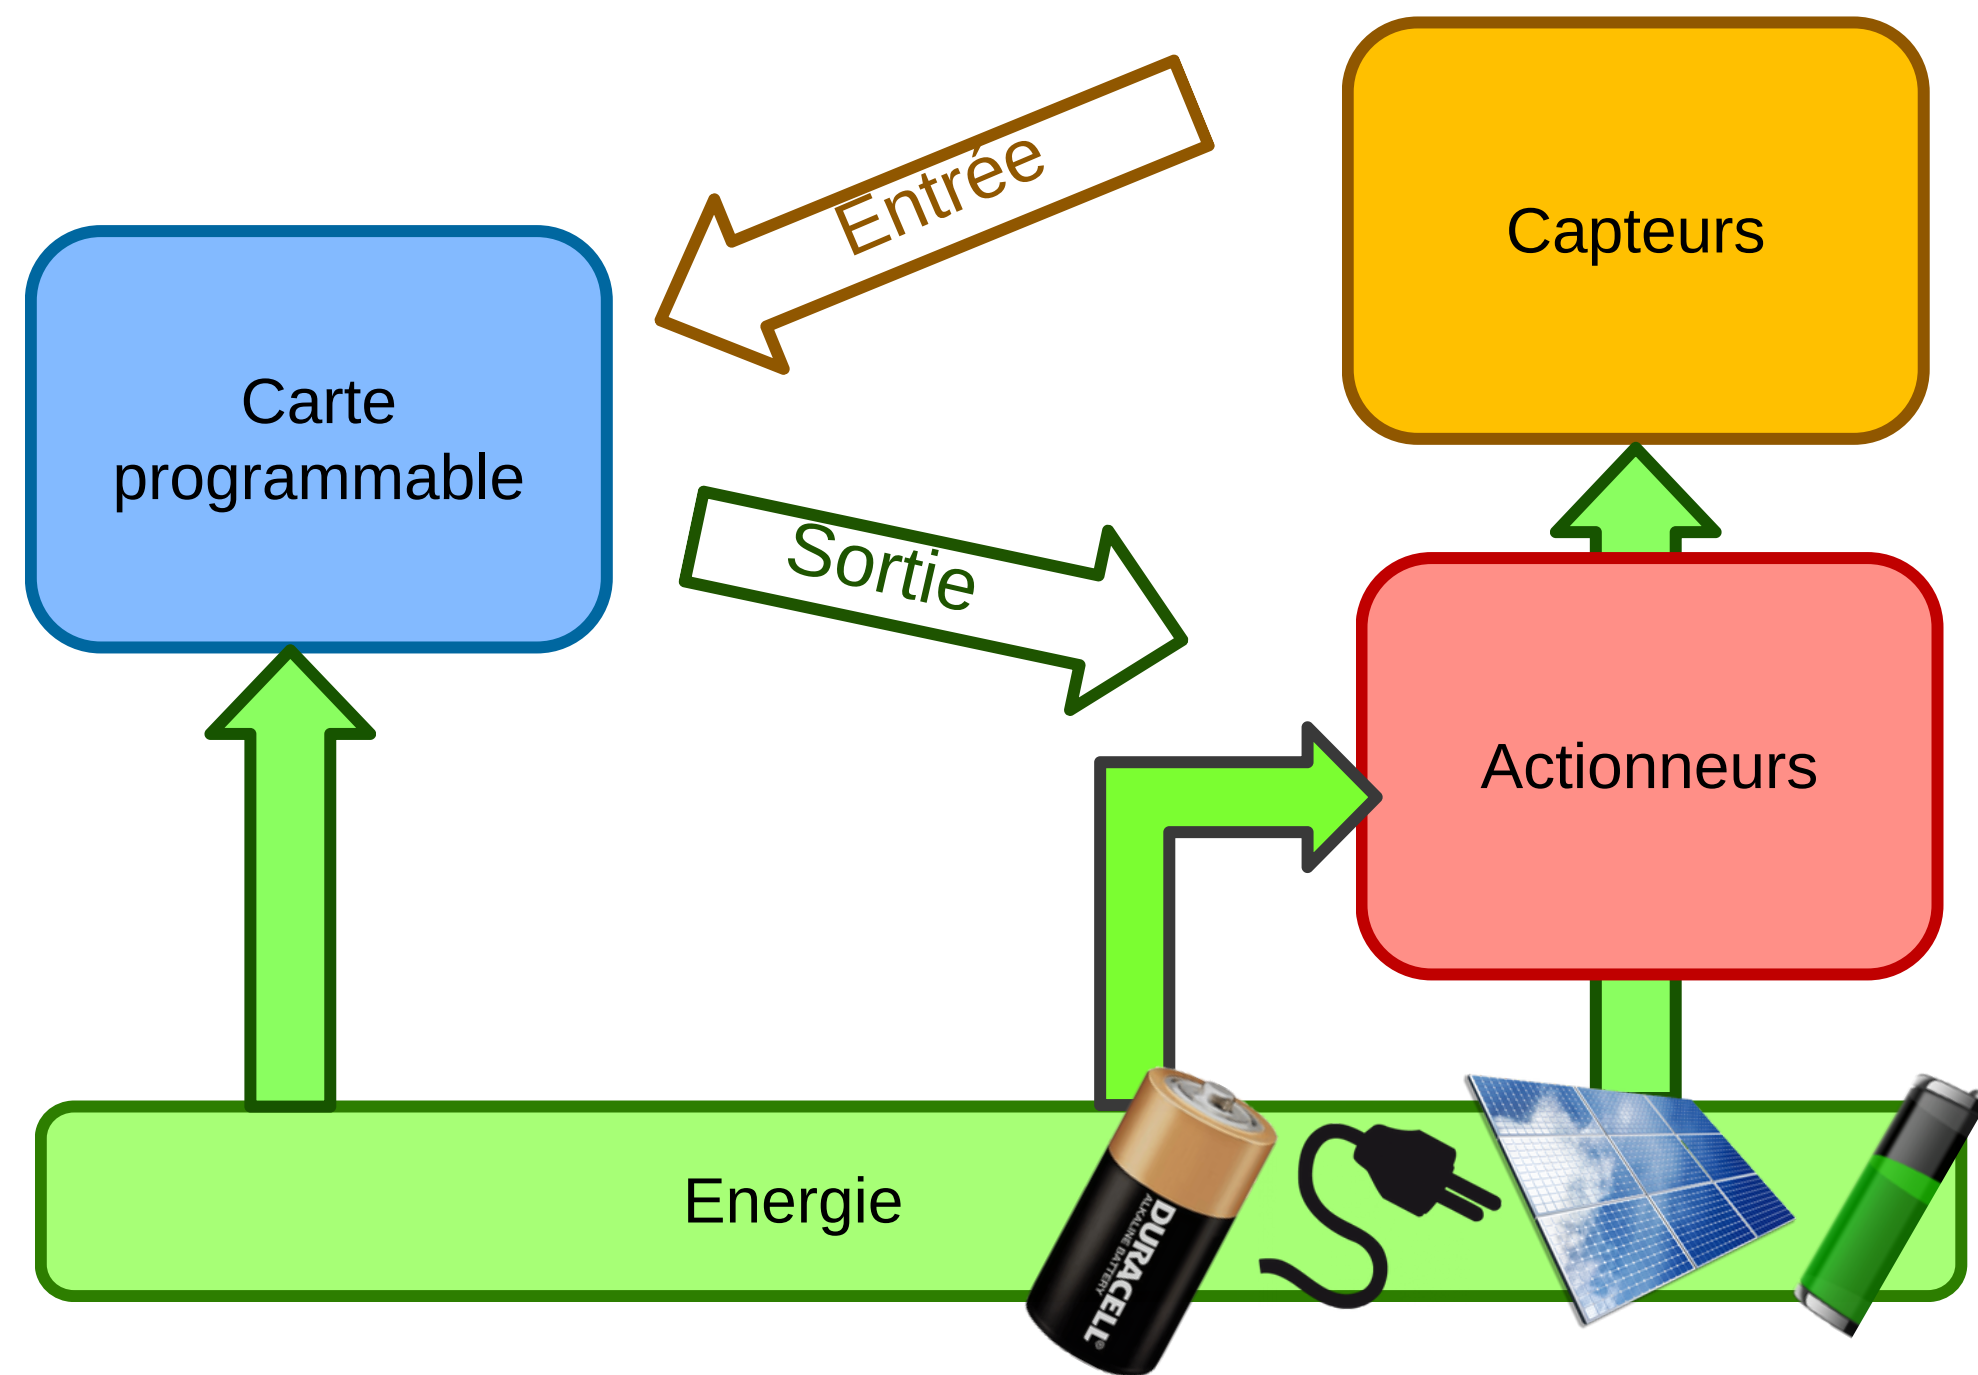 Entrée
Capteurs
Carte
programmable
Sortie
Actionneurs
Energie
DURACELL®
ALKALINE BATTERY